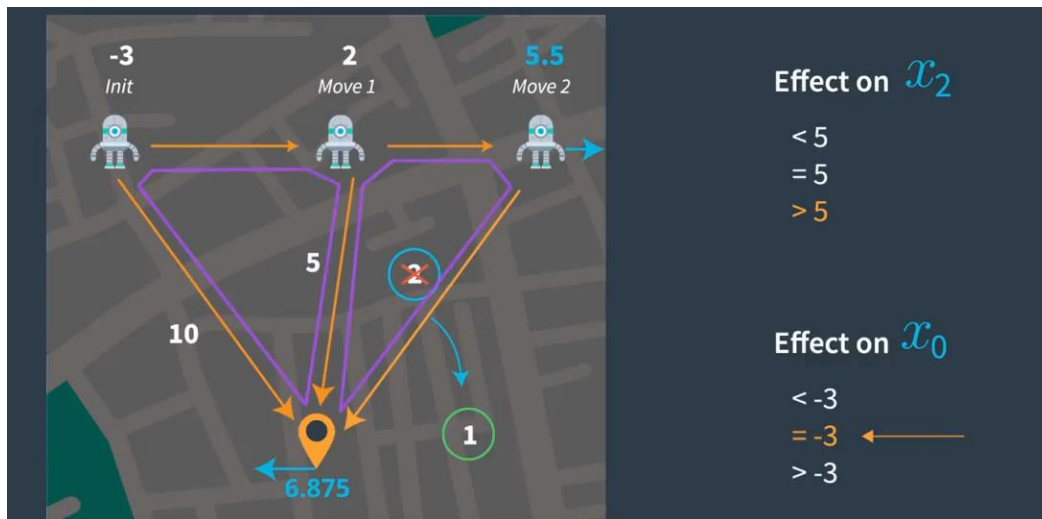 -3
Init
2
Move 1
5.5
Move 2
10
5
2
1
6.875
Effect on x₂
< 5
= 5
> 5
Effect on x₀
< -3
= -3
> -3